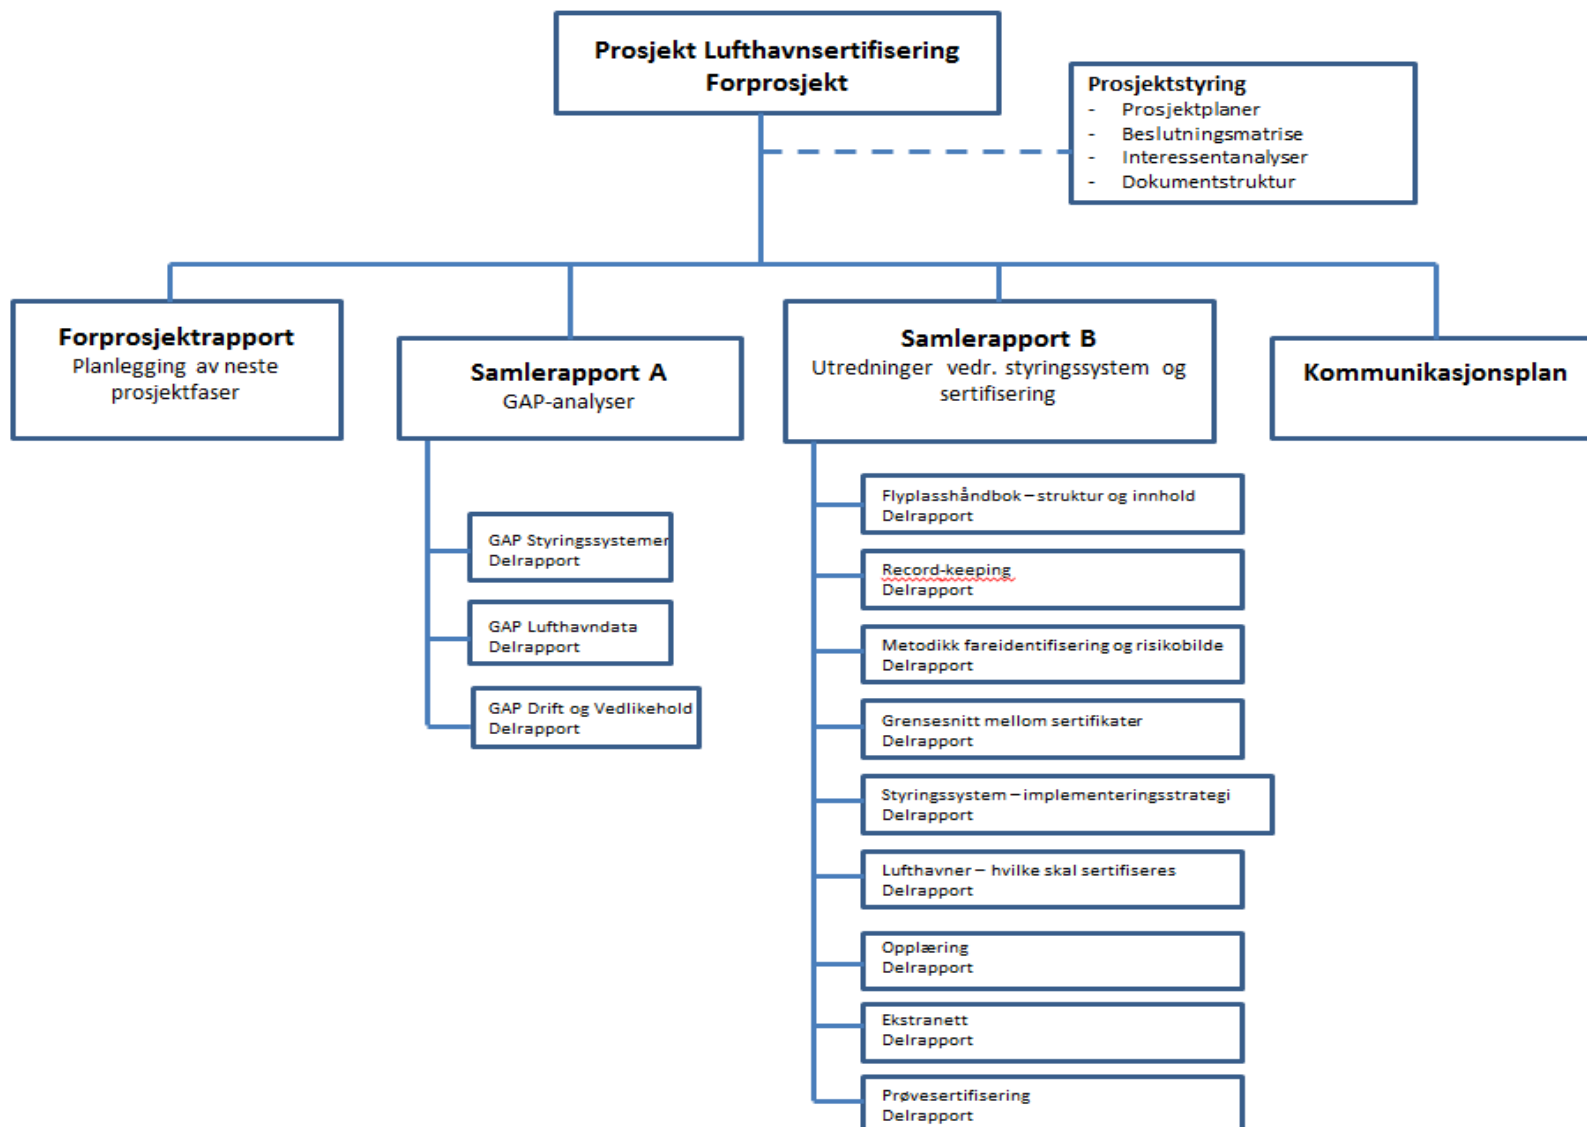 Prosjekt Lufthavnsertifisering
Forprosjekt
Prosjektstyring
- Prosjektplaner
- Beslutningsmatrise
- Interessentanalyser
- Dokumentstruktur
Forprosjektrapport
Planlegging av neste
prosjektfaser
Samlerapport A
GAP-analyser
Samlerapport B
Utredninger vedr. styringssystem og
sertifisering
Kommunikasjonsplan
GAP Styringssystemer
Delrapport
GAP Lufthavndata
Delrapport
GAP Drift og Vedlikehold
Delrapport
Flyplasshåndbok – struktur og innhold
Delrapport
Record-keeping
Delrapport
Metodikk fareidentifisering og risikobilde
Delrapport
Grensesnitt mellom sertifikater
Delrapport
Styringssystem – implementeringsstrategi
Delrapport
Lufthavner – hvilke skal sertifiseres
Delrapport
Opplæring
Delrapport
Ekstranett
Delrapport
Prøvesertifisering
Delrapport